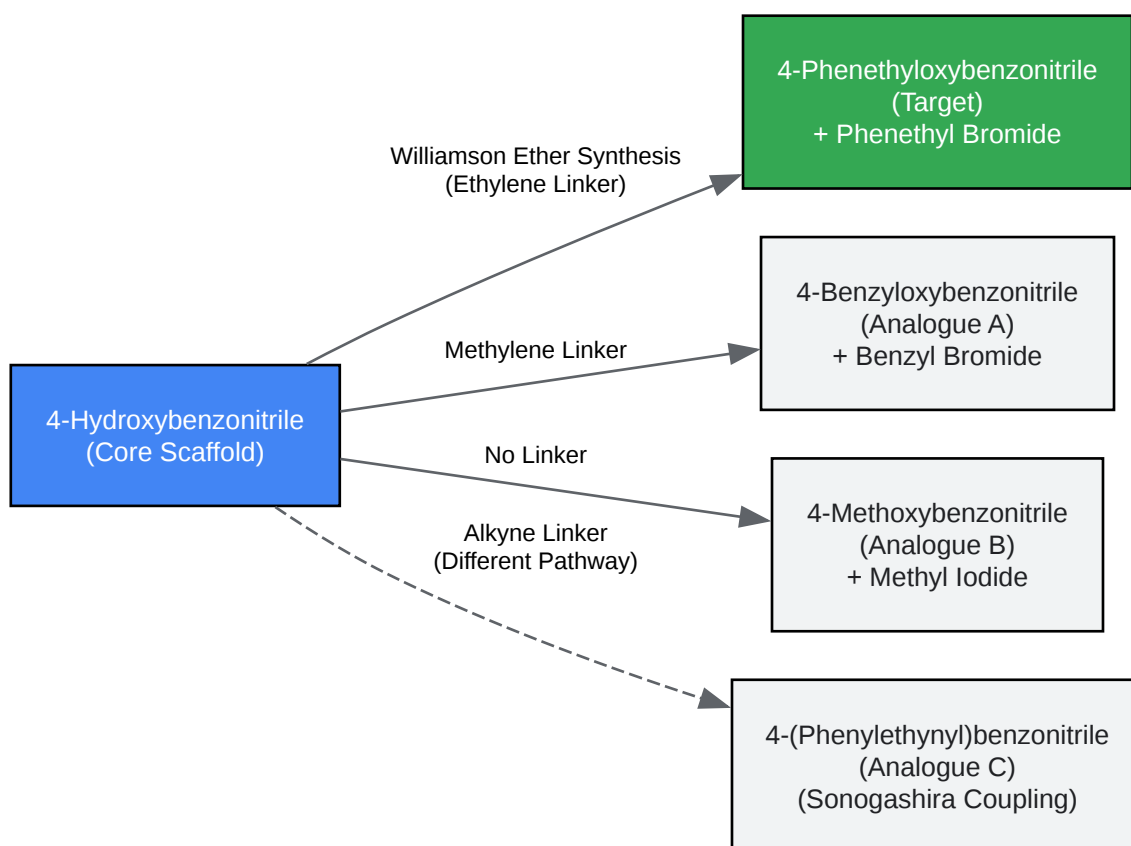 4-Phenethyloxybenzonitrile
(Target)
+ Phenethyl Bromide
Williamson Ether Synthesis
(Ethylene Linker)
4-Benzyloxybenzonitrile
(Analogue A)
+ Benzyl Bromide
Methylene Linker
4-Hydroxybenzonitrile
(Core Scaffold)
No Linker
4-Methoxybenzonitrile
(Analogue B)
+ Methyl Iodide
Alkyne Linker
(Different Pathway)
4-(Phenylethynyl)benzonitrile
(Analogue C)
(Sonogashira Coupling)